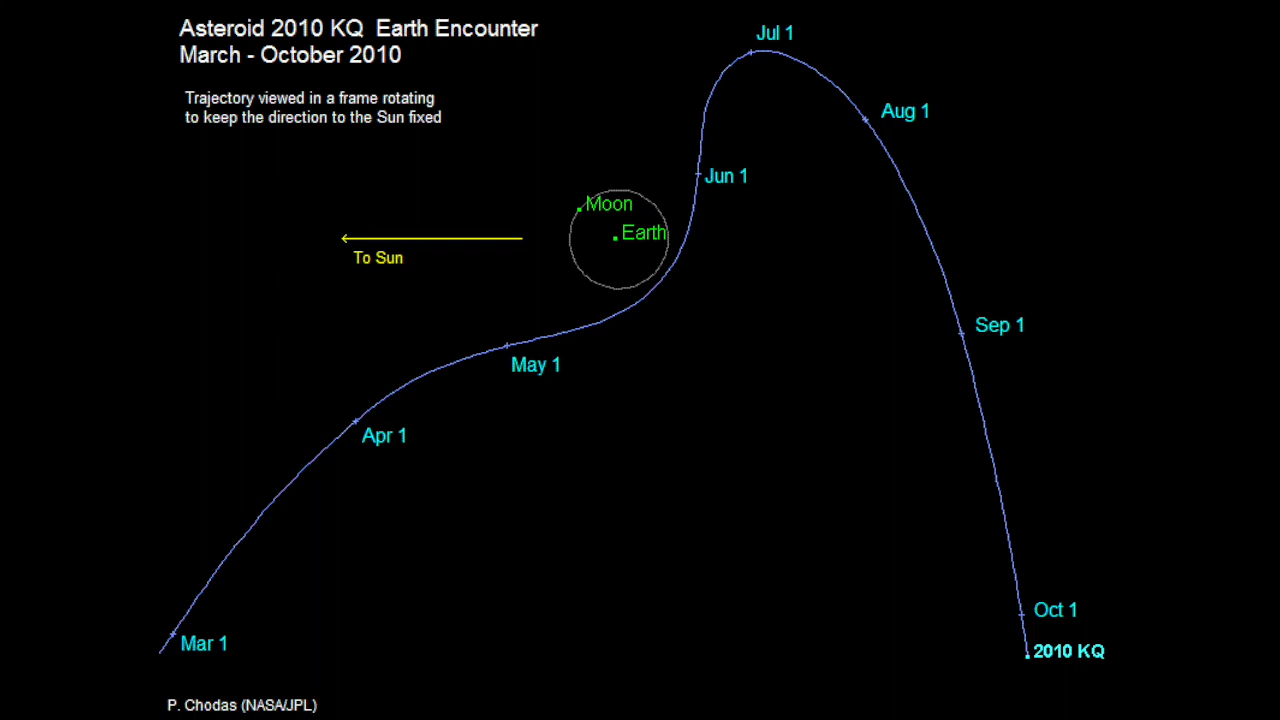 Asteroid 2010 KQ Earth Encounter
March - October 2010
Trajectory viewed in a frame rotating
to keep the direction to the Sun fixed
Jul 1
Aug 1
Jun 1
Moon
Earth
To Sun
Sep 1
May 1
Apr 1
Oct 1
Mar 1
2010 KQ
P. Chodas (NASA/JPL)